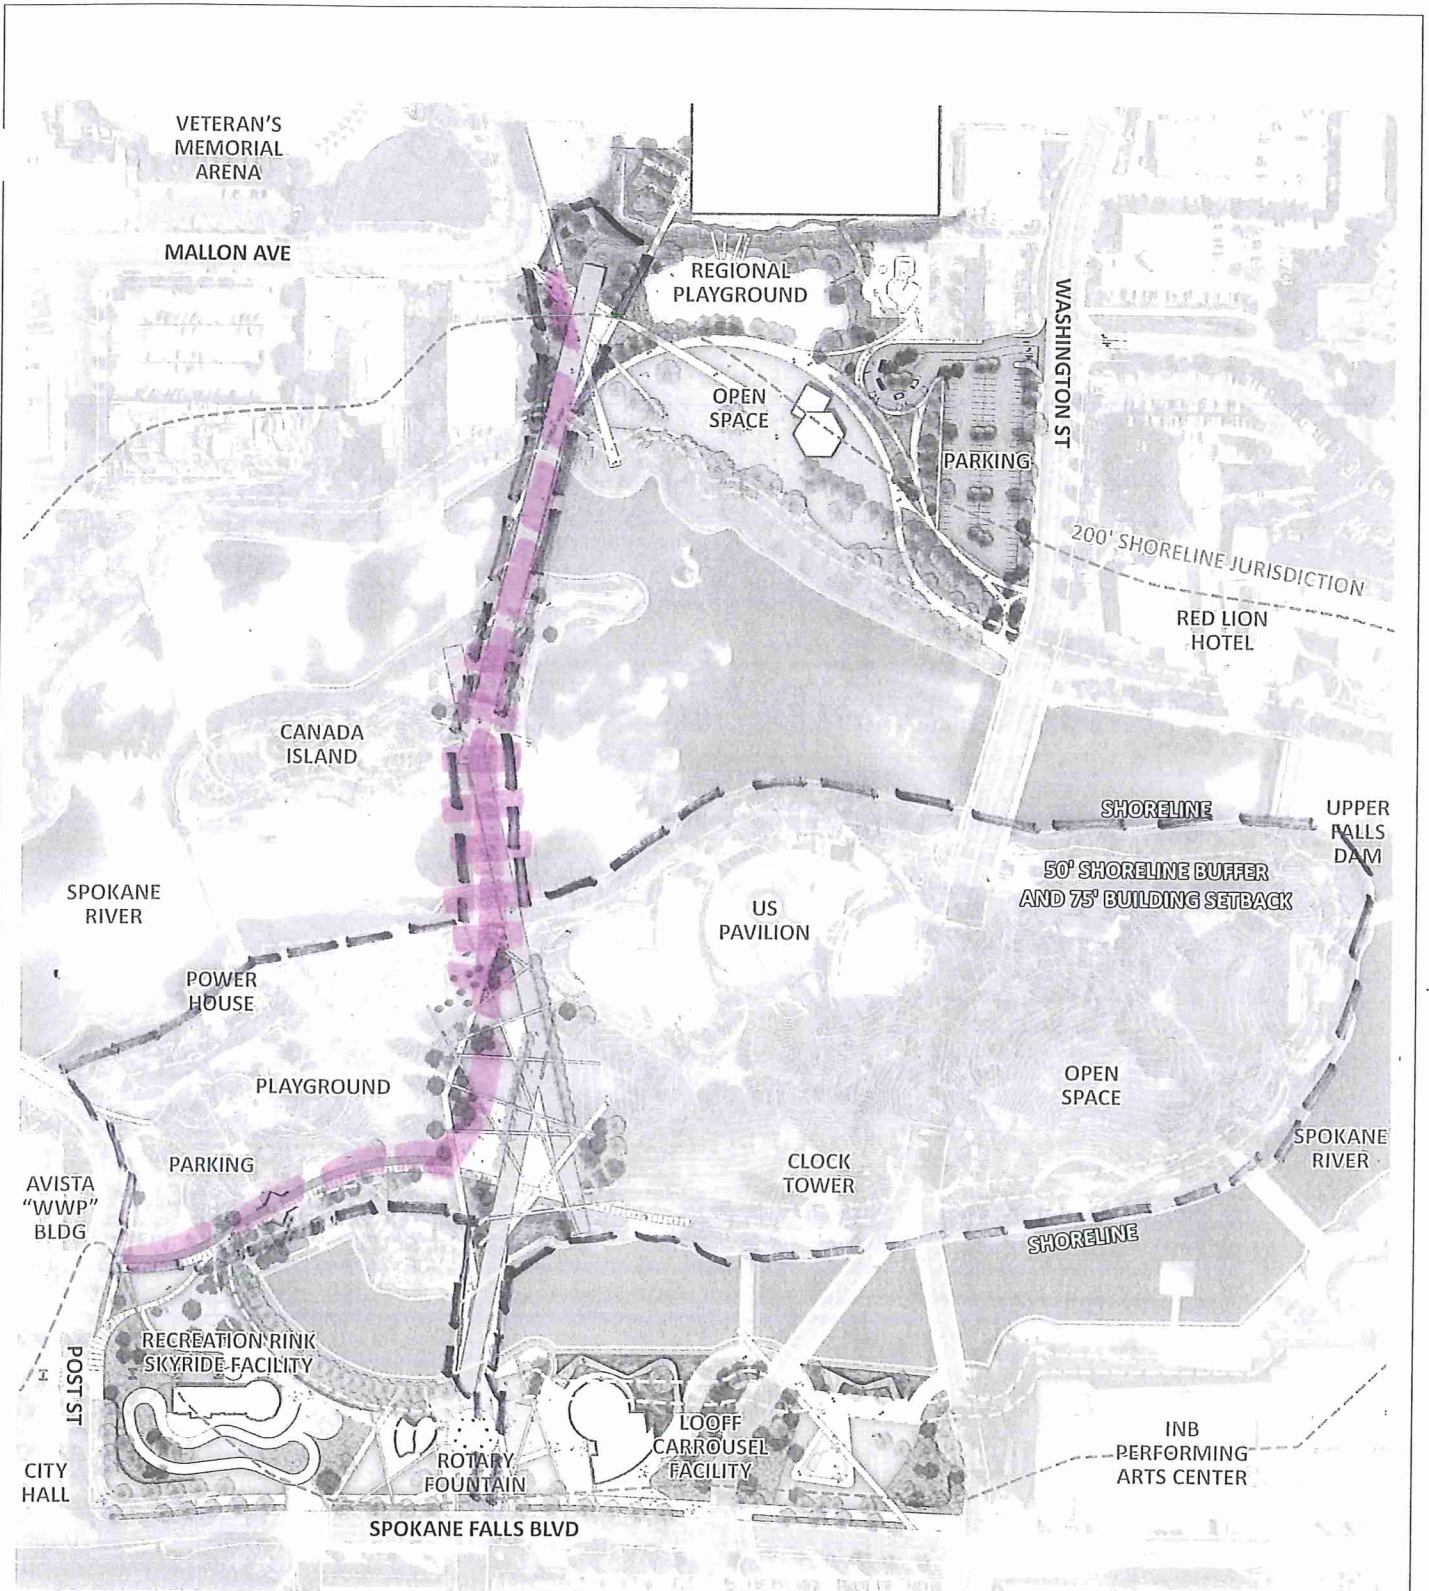 VETERAN'S
MEMORIAL
ARENA
MALLON AVE
REGIONAL
PLAYGROUND
WASHINGTON ST
OPEN
SPACE
PARKING
200' SHORELINE JURISDICTION
RED LION
HOTEL
CANADA
ISLAND
SHORELINE
UPPER
FALLS
DAM
50' SHORELINE BUFFER
AND 75' BUILDING SETBACK
SPOKANE
RIVER
US
PAVILION
POWER
HOUSE
PLAYGROUND
OPEN
SPACE
SPOKANE
RIVER
PARKING
CLOCK
TOWER
AVISTA
"WWP"
BLDG
SHORELINE
RECREATION RINK
SKYRIDE FACILITY
POST ST
LOOFF
CARROUSEL
FACILITY
INB
PERFORMING
ARTS CENTER
ROTARY
FOUNTAIN
CITY
HALL
SPOKANE FALLS BLVD